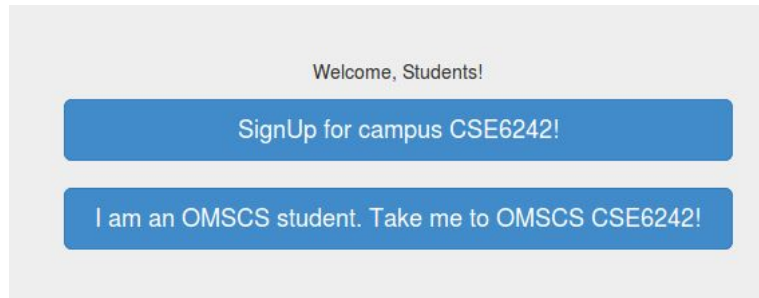 Welcome, Students!
SignUp for campus CSE6242!
I am an OMSCS student. Take me to OMSCS CSE6242!